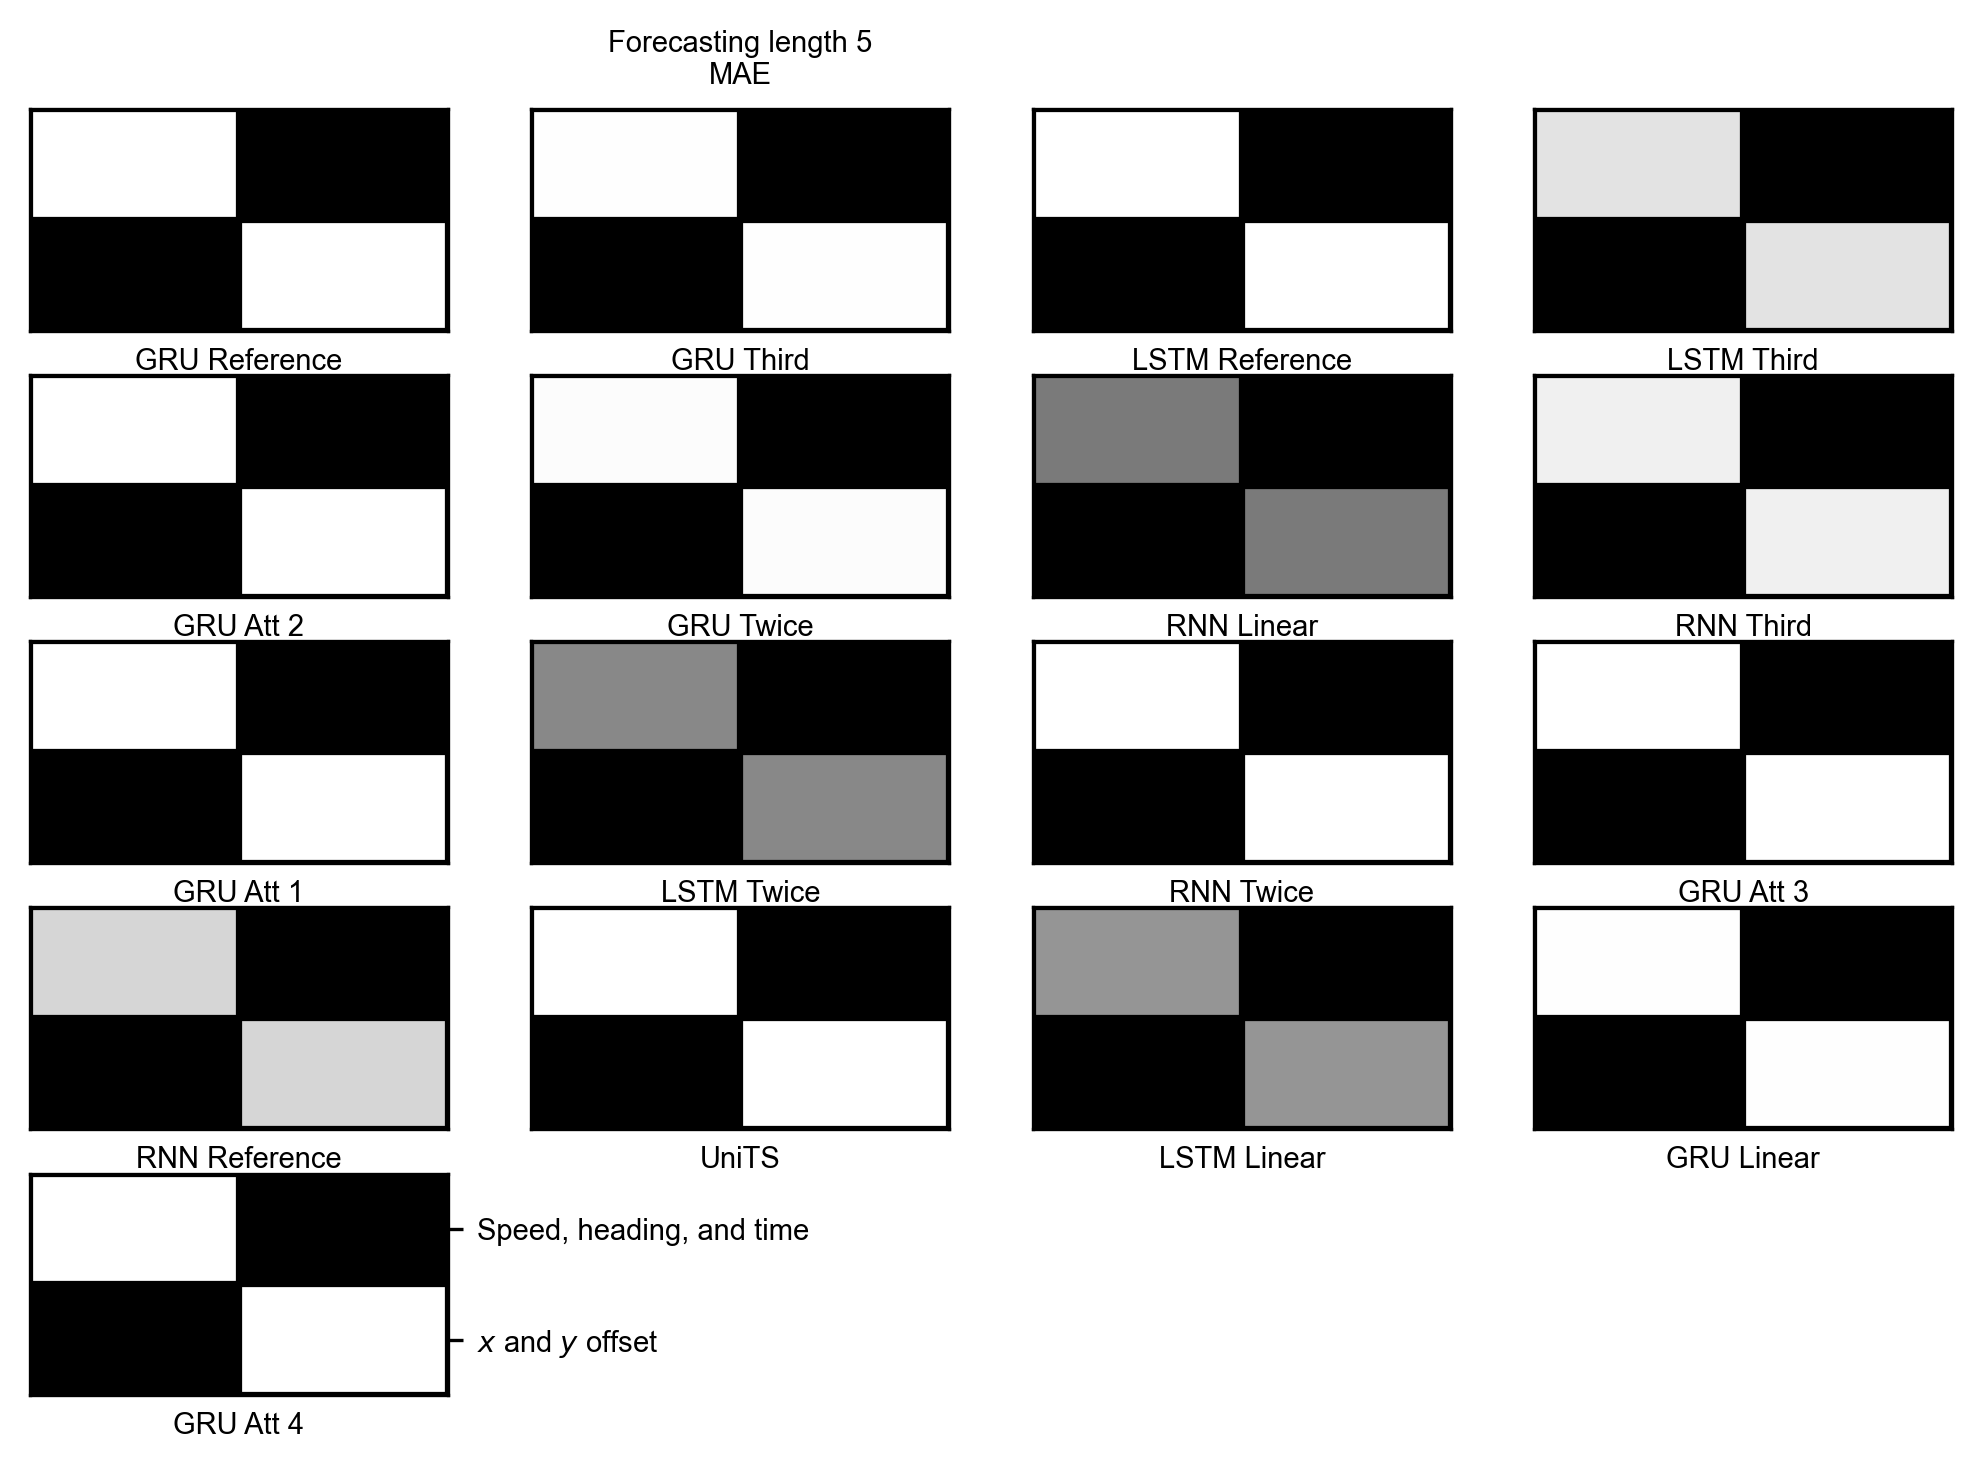 Forecasting length 5
MAE
GRU Reference
GRU Third
LSTM Reference
LSTM Third
GRU Att 2
GRU Twice
RNN Linear
RNN Third
GRU Att 1
LSTM Twice
RNN Twice
GRU Att 3
RNN Reference
UniTS
LSTM Linear
GRU Linear
Speed, heading, and time
x and y offset
GRU Att 4